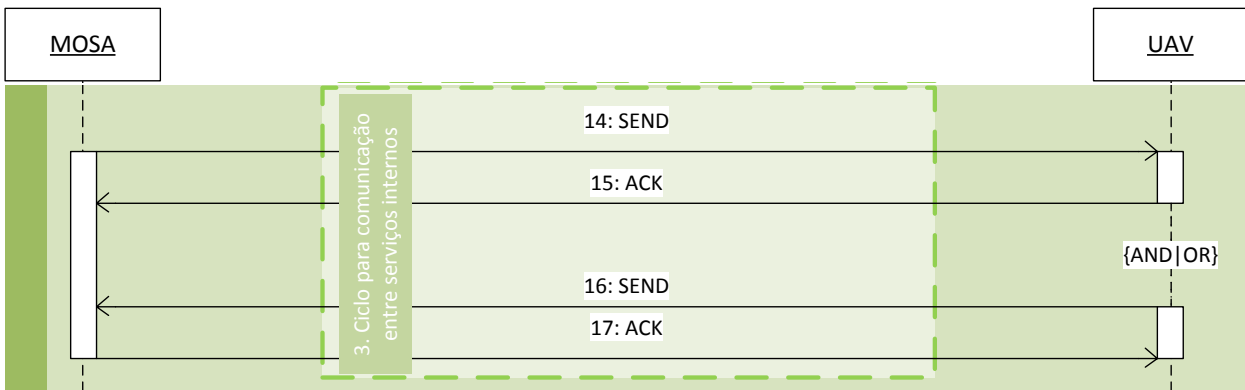 MOSA
UAV
3. Ciclo para comunicação
entre serviços internos
14: SEND
15: ACK
{AND|OR}
16: SEND
17: ACK